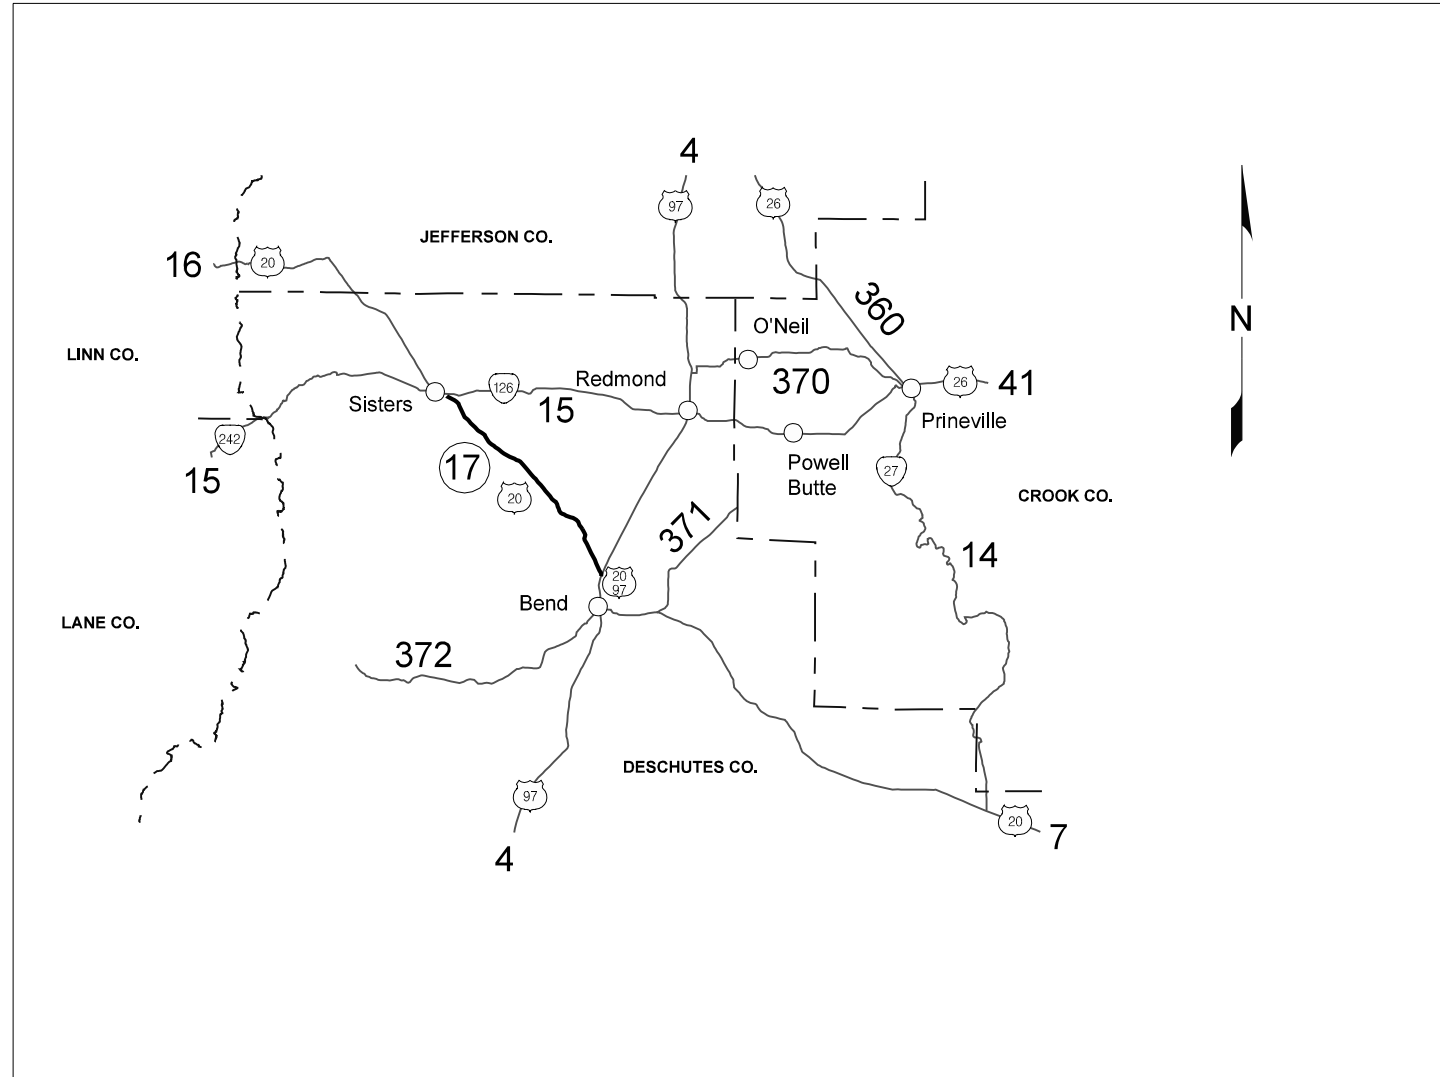 4
97
26
JEFFERSON CO.
16
20
360
N
O'Neil
LINN CO.
Redmond
370
126
26
41
Sisters
15
Prineville
242
17
Powell
Butte
27
15
20
CROOK CO.
371
14
20
97
Bend
LANE CO.
372
DESCHUTES CO.
97
20
7
4